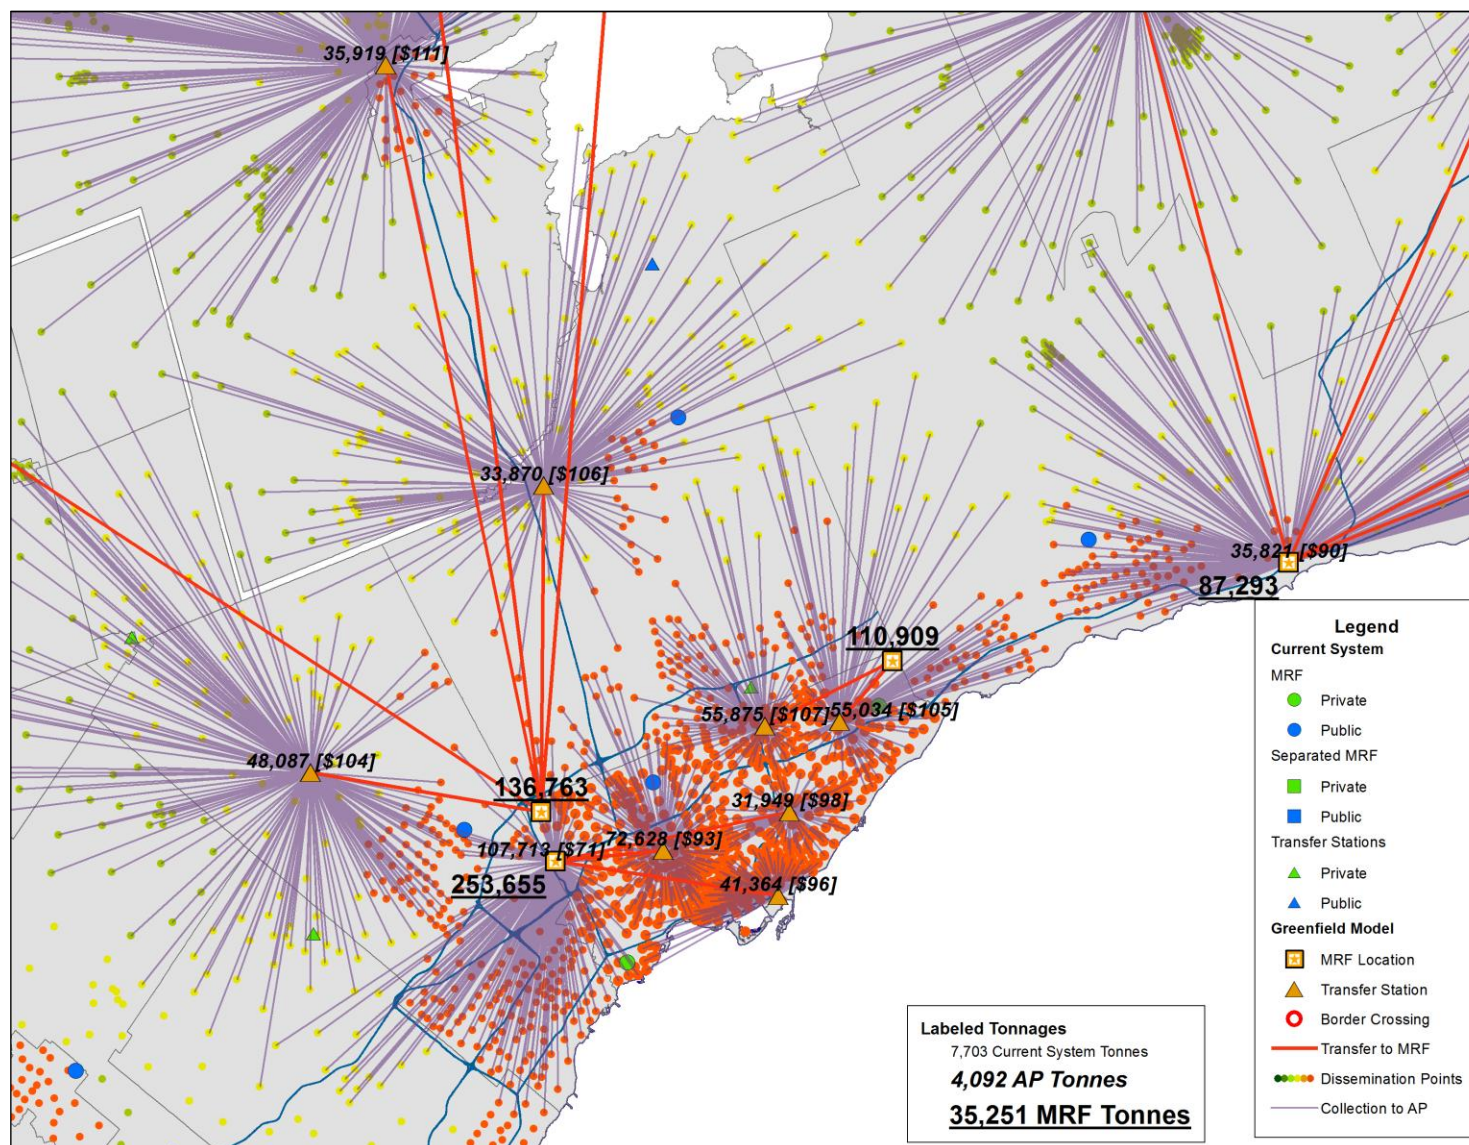 35,919 [$111]
33,870 [$106]
35,821 [$90]
87,293
110,909
55,875 [$107]
55,034 [$105]
48,087 [$104]
136,763
31,949 [$98]
72,628 [$93]
107,713 [$71]
253,655
41,364 [$96]
Legend
Current System
MRF
Private
Public
Separated MRF
Private
Public
Transfer Stations
Private
Public
Greenfield Model
MRF Location
Transfer Station
Border Crossing
Transfer to MRF
Dissemination Points
Collection to AP
Labeled Tonnages
7,703 Current System Tonnes
4,092 AP Tonnes
35,251 MRF Tonnes